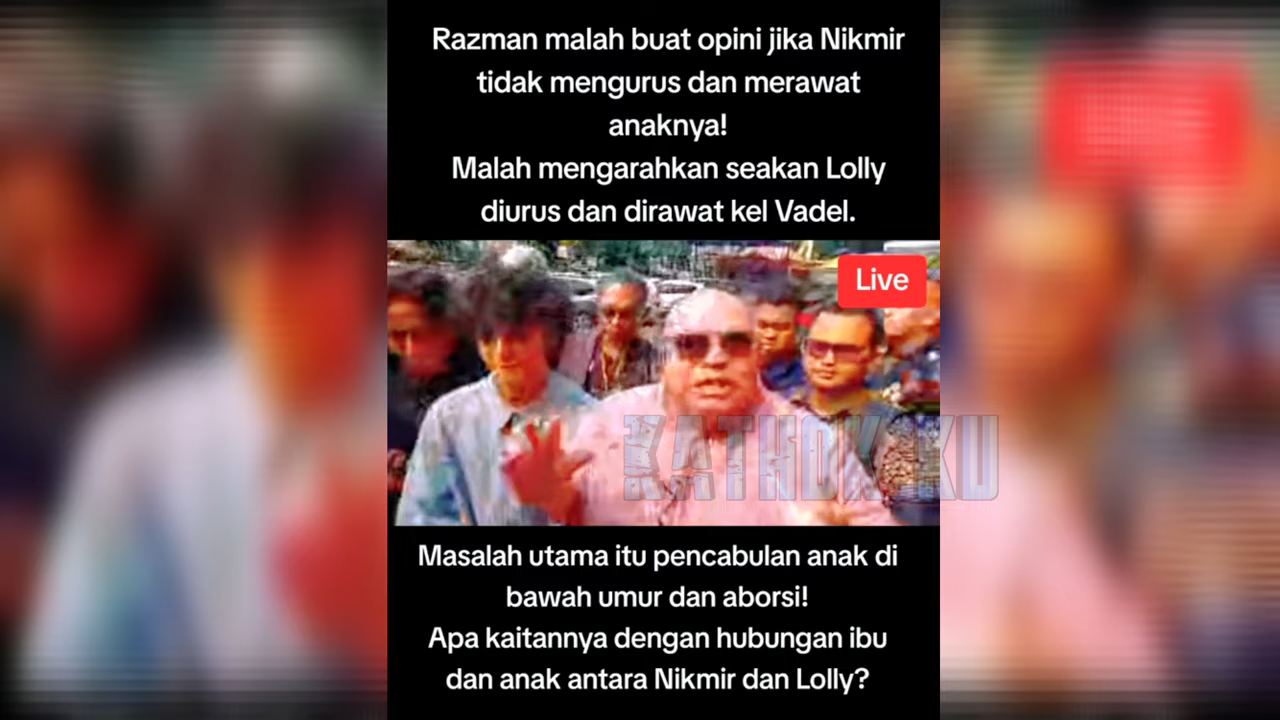 Razman malah buat opini jika Nikmir
tidak mengurus dan merawat
anaknya!
Malah mengarahkan seakan Lolly
diurus dan dirawat kel Vadel.
Live
KATHOK KU
Masalah utama itu pencabulan anak di
bawah umur dan aborsi!
Apa kaitannya dengan hubungan ibu
dan anak antara Nikmir dan Lolly?